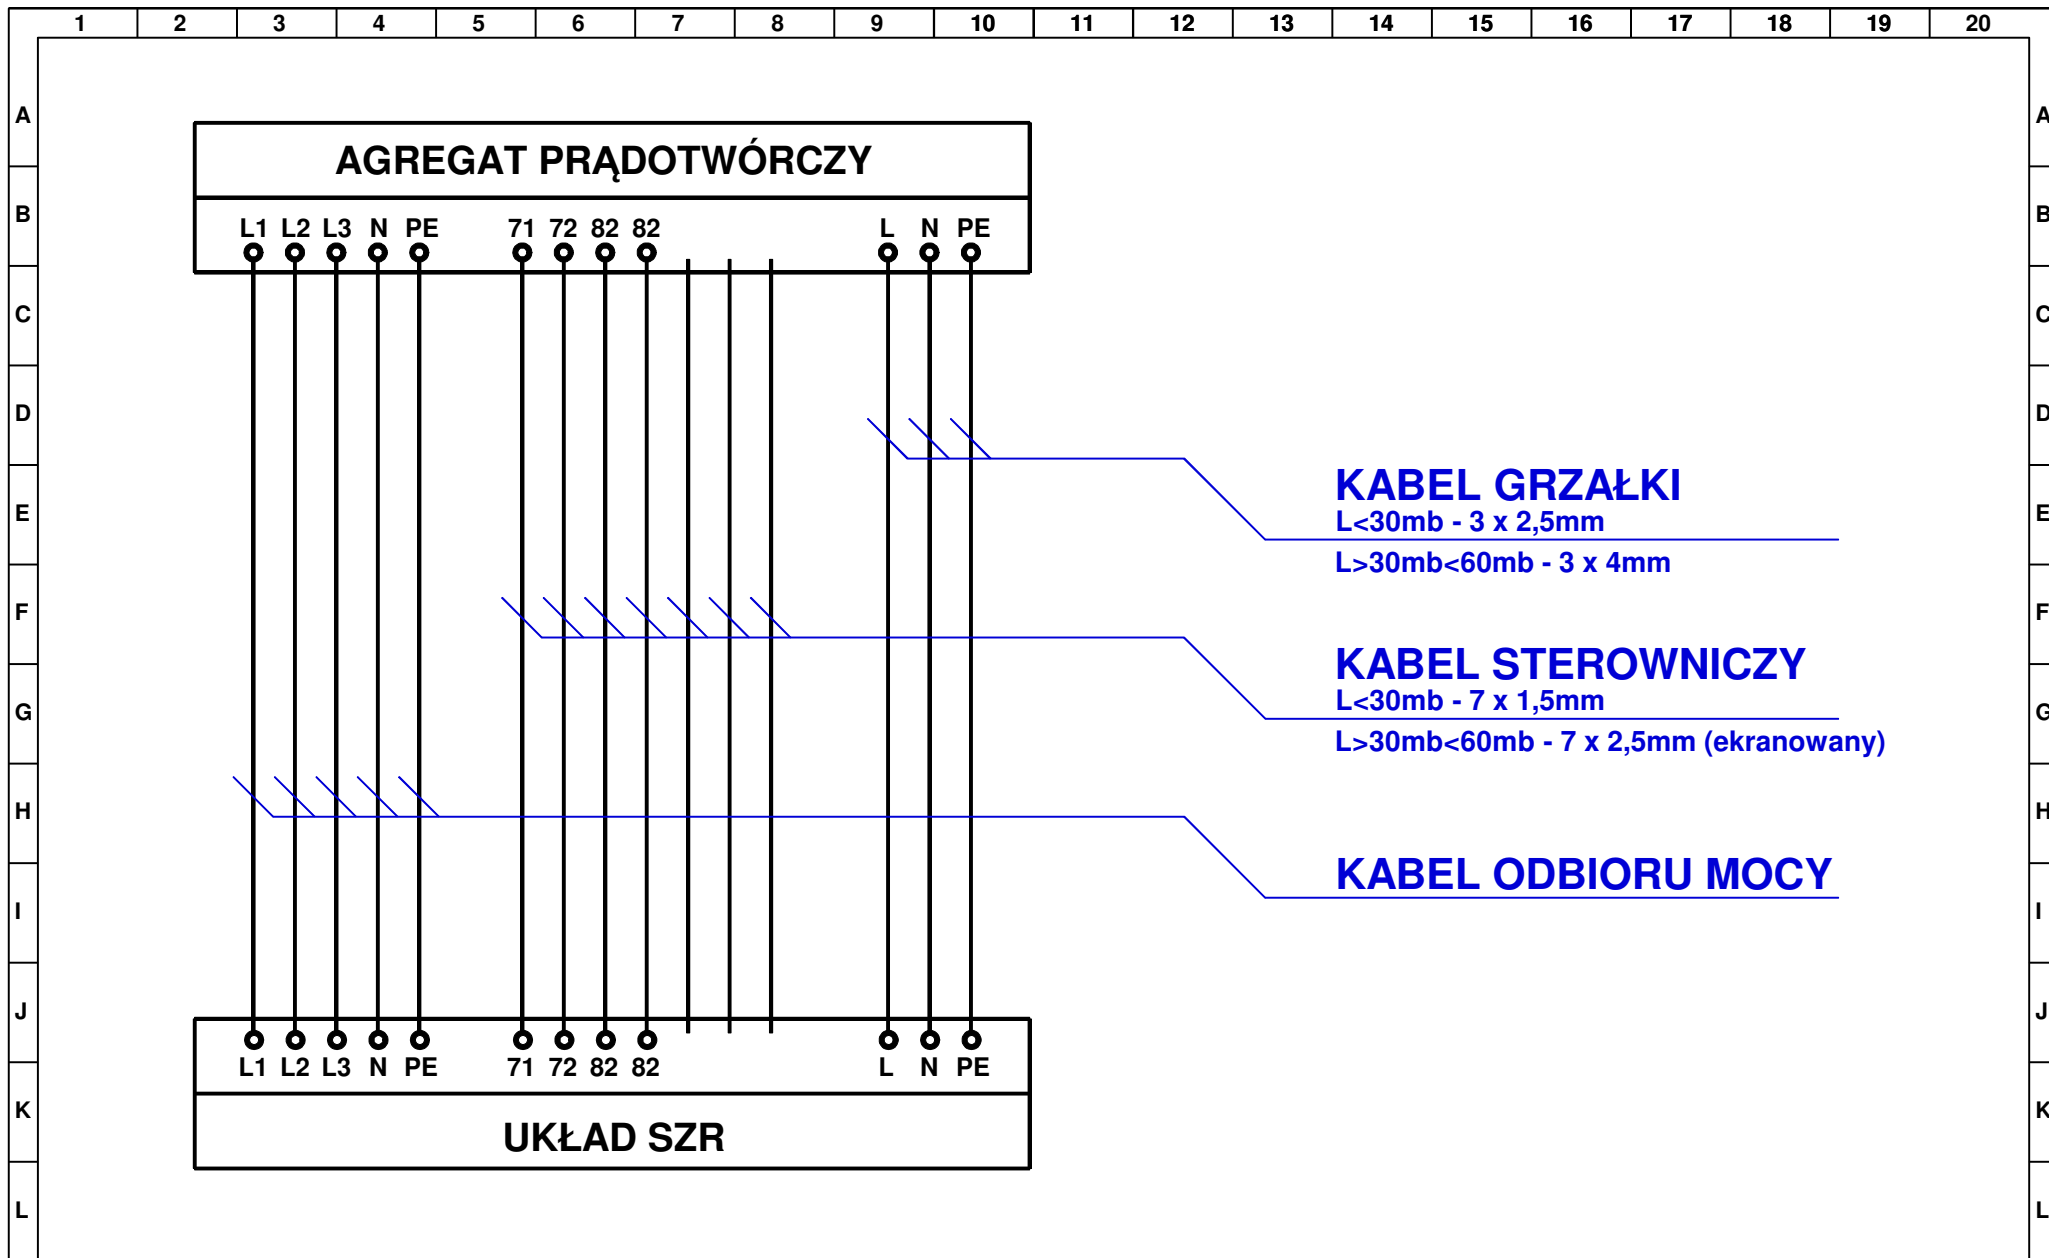 1 2 3 4 5 6 7 8 9 10 11 12 13 14 15 16 17 18 19 20
A A
AGREGAT PRĄDOTWÓRCZY
B B
L1 L2 L3 N PE 71 72 82 82 L N PE
C C
D D
KABEL GRZAŁKI
E E
L<30mb - 3 x 2,5mm
L>30mb<60mb - 3 x 4mm
F F
KABEL STEROWNICZY
L<30mb - 7 x 1,5mm
G G
L>30mb<60mb - 7 x 2,5mm (ekranowany)
H H
KABEL ODBIORU MOCY
I I
J J
L1 L2 L3 N PE 71 72 82 82 L N PE
K K
UKŁAD SZR
L L